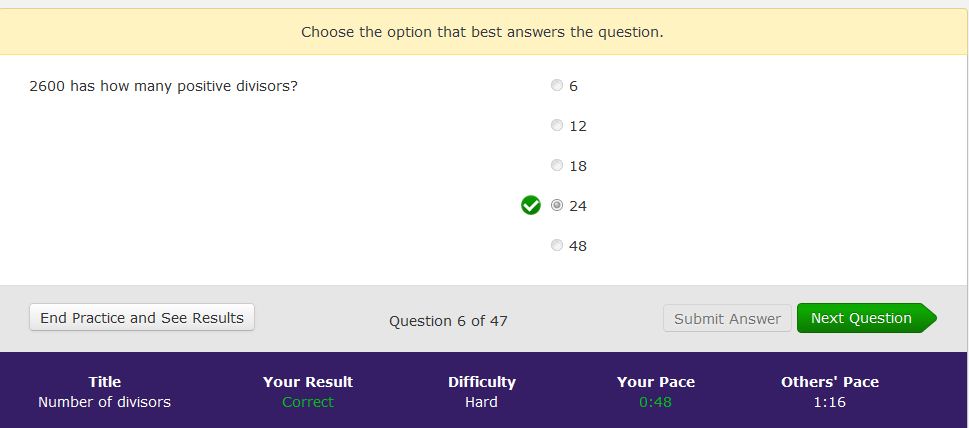 Choose the option that best answers the question.
2600 has how many positive divisors?
6
12
18
24
48
End Practice and See Results
Question 6 of 47
Submit Answer
Next Question
Title Your Result Difficulty Your Pace Others' Pace
Number of divisors Correct Hard 0:48 1:16